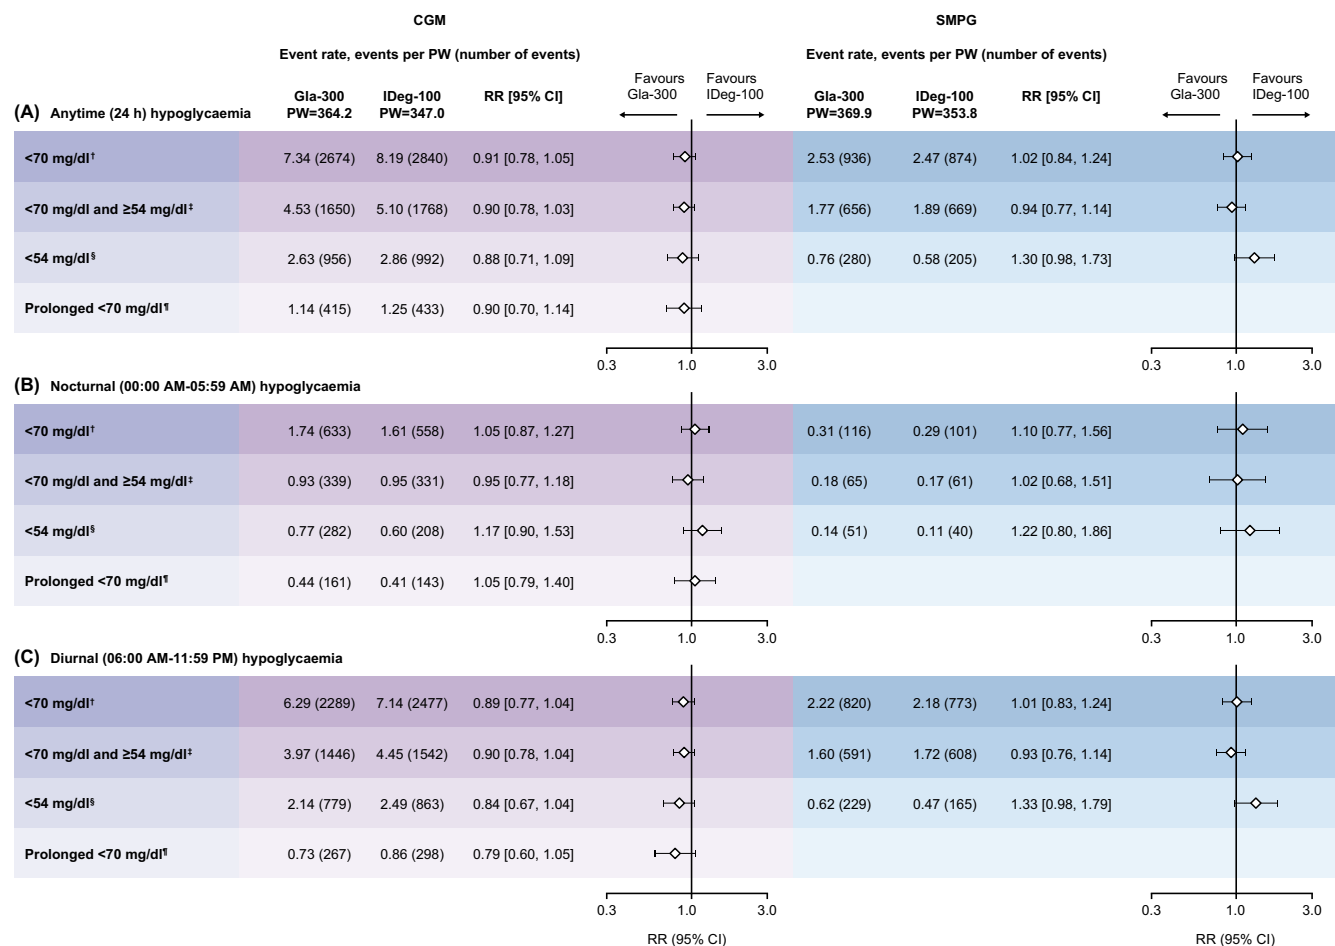 CGM SMPG
Event rate, events per PW (number of events) Event rate, events per PW (number of events)
Favours Favours Favours Favours
Gla-300 IDeg-100 RR [95% CI] Gla-300 IDeg-100 Gla-300 IDeg-100 RR [95% CI] Gla-300 IDeg-100
(A) Anytime (24 h) hypoglycaemia PW=364.2 PW=347.0 PW=369.9 PW=353.8
<70 mg/dl† 7.34 (2674) 8.19 (2840) 0.91 [0.78, 1.05] 2.53 (936) 2.47 (874) 1.02 [0.84, 1.24]
<70 mg/dl and ≥54 mg/dl‡ 4.53 (1650) 5.10 (1768) 0.90 [0.78, 1.03] 1.77 (656) 1.89 (669) 0.94 [0.77, 1.14]
<54 mg/dl§ 2.63 (956) 2.86 (992) 0.88 [0.71, 1.09] 0.76 (280) 0.58 (205) 1.30 [0.98, 1.73]
Prolonged <70 mg/dl¶ 1.14 (415) 1.25 (433) 0.90 [0.70, 1.14]
0.3 1.0 3.0 0.3 1.0 3.0
(B) Nocturnal (00:00 AM-05:59 AM) hypoglycaemia
<70 mg/dl† 1.74 (633) 1.61 (558) 1.05 [0.87, 1.27] 0.31 (116) 0.29 (101) 1.10 [0.77, 1.56]
<70 mg/dl and ≥54 mg/dl‡ 0.93 (339) 0.95 (331) 0.95 [0.77, 1.18] 0.18 (65) 0.17 (61) 1.02 [0.68, 1.51]
<54 mg/dl§ 0.77 (282) 0.60 (208) 1.17 [0.90, 1.53] 0.14 (51) 0.11 (40) 1.22 [0.80, 1.86]
Prolonged <70 mg/dl¶ 0.44 (161) 0.41 (143) 1.05 [0.79, 1.40]
0.3 1.0 3.0 0.3 1.0 3.0
(C) Diurnal (06:00 AM-11:59 PM) hypoglycaemia
<70 mg/dl† 6.29 (2289) 7.14 (2477) 0.89 [0.77, 1.04] 2.22 (820) 2.18 (773) 1.01 [0.83, 1.24]
<70 mg/dl and ≥54 mg/dl‡ 3.97 (1446) 4.45 (1542) 0.90 [0.78, 1.04] 1.60 (591) 1.72 (608) 0.93 [0.76, 1.14]
<54 mg/dl§ 2.14 (779) 2.49 (863) 0.84 [0.67, 1.04] 0.62 (229) 0.47 (165) 1.33 [0.98, 1.79]
Prolonged <70 mg/dl¶ 0.73 (267) 0.86 (298) 0.79 [0.60, 1.05]
0.3 1.0 3.0 0.3 1.0 3.0
RR (95% CI) RR (95% CI)